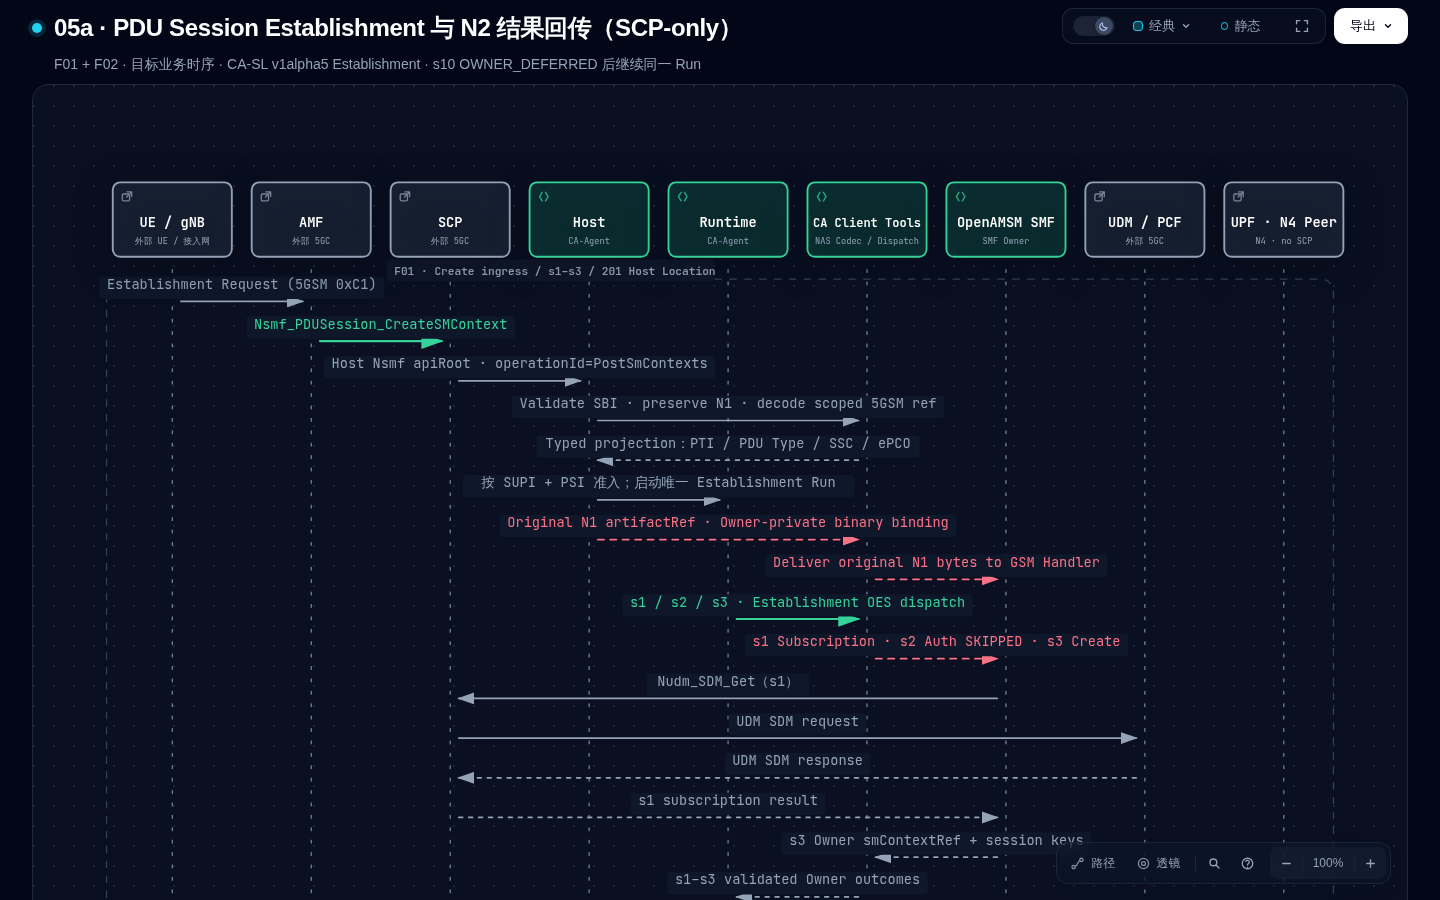 05a · PDU Session Establishment 与 N2 结果回传（SCP-only）
经典
静态
导出
F01 + F02 · 目标业务时序 · CA-SL v1alpha5 Establishment · s10 OWNER_DEFERRED 后继续同一 Run
UE / gNB
外部 UE / 接入网
AMF
外部 5GC
SCP
外部 5GC
Host
CA-Agent
Runtime
CA-Agent
CA Client Tools
NAS Codec / Dispatch
OpenAMSM SMF
SMF Owner
UDM / PCF
外部 5GC
UPF · N4 Peer
N4 · no SCP
F01 · Create ingress / s1–s3 / 201 Host Location
Establishment Request (5GSM 0xC1)
Nsmf_PDUSession_CreateSMContext
Host Nsmf apiRoot · operationId=PostSmContexts
Validate SBI · preserve N1 · decode scoped 5GSM ref
Typed projection：PTI / PDU Type / SSC / ePCO
按 SUPI + PSI 准入；启动唯一 Establishment Run
Original N1 artifactRef · Owner-private binary binding
Deliver original N1 bytes to GSM Handler
s1 / s2 / s3 · Establishment OES dispatch
s1 Subscription · s2 Auth SKIPPED · s3 Create
Nudm_SDM_Get（s1）
UDM SDM request
UDM SDM response
s1 subscription result
s3 Owner smContextRef + session keys
s1–s3 validated Owner outcomes
路径
透镜
100%